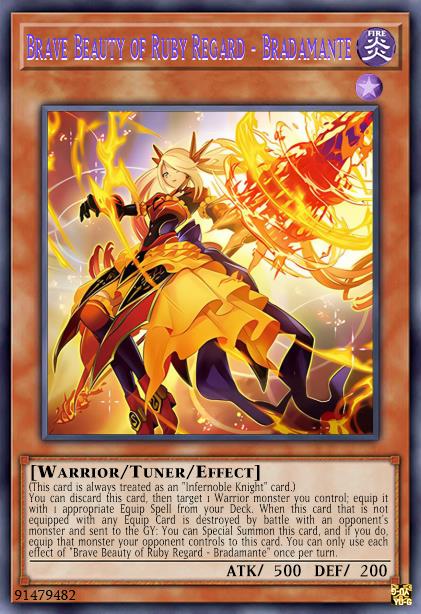 Brave Beauty of Ruby Regard - Bradamante
FIRE
炎
[Warrior/Tuner/Effect]
(This card is always treated as an "Infernoble Knight" card.)
You can discard this card, then target 1 Warrior monster you control; equip it
with 1 appropriate Equip Spell from your Deck. When this card that is not
equipped with any Equip Card is destroyed by battle with an opponent's
monster and sent to the GY: You can Special Summon this card, and if you do,
equip that monster your opponent controls to this card. You can only use each
effect of "Brave Beauty of Ruby Regard - Bradamante" once per turn.
ATK/ 500 DEF/ 200
91479482